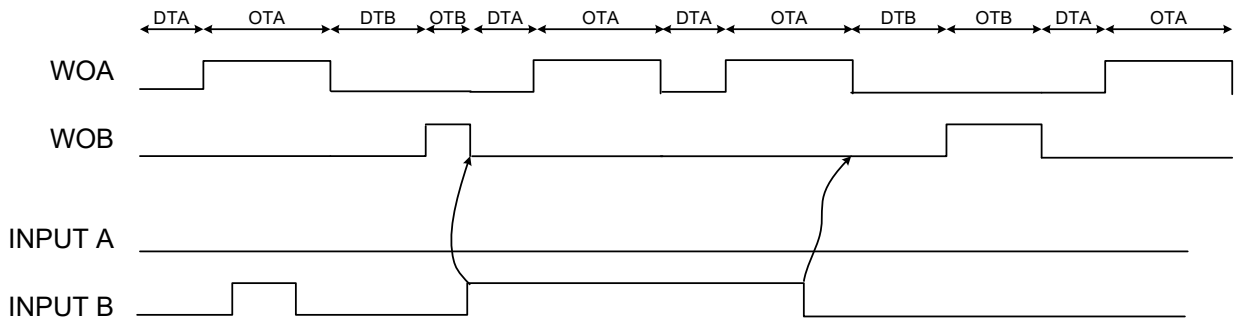 DTA OTA DTB OTB DTA OTA DTA OTA DTB OTB DTA OTA
WOA
WOB
INPUT A
INPUT B